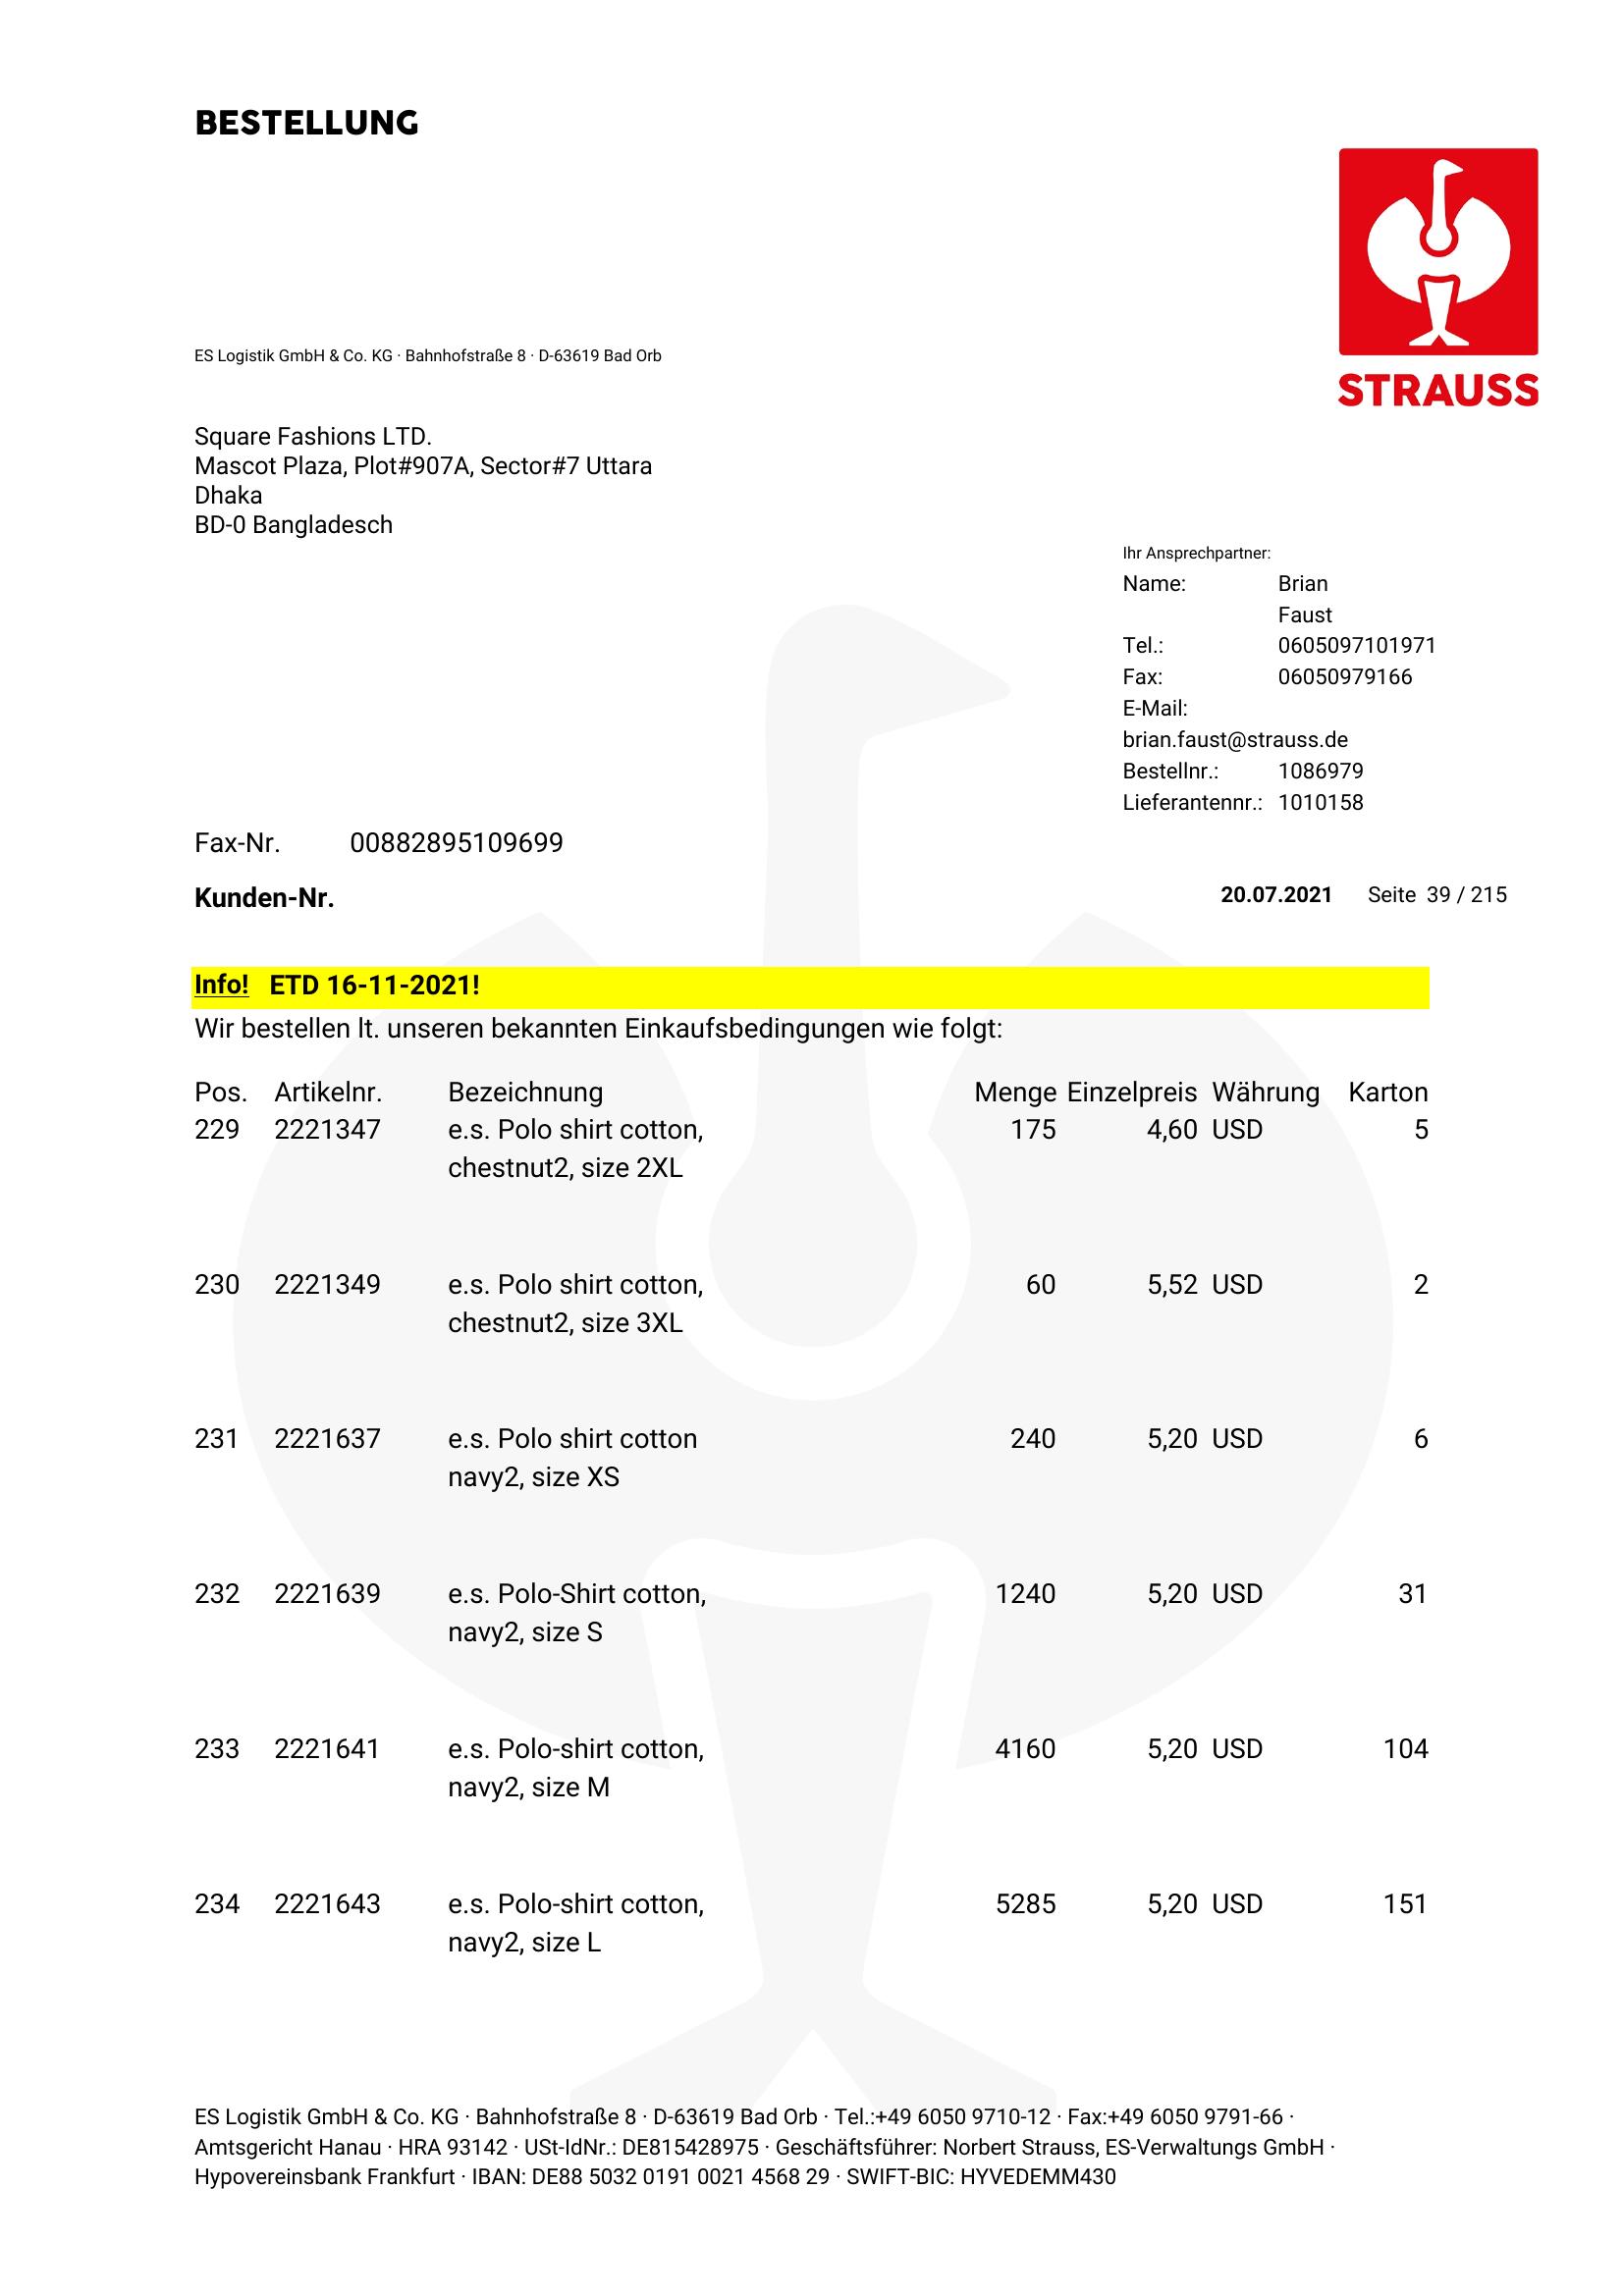 BESTELLUNG
STRAUSS
ES Logistik GmbH & Co. KG · Bahnhofstraße 8 · D-63619 Bad Orb
Square Fashions LTD.
Mascot Plaza, Plot#907A, Sector#7 Uttara
Dhaka
BD-0 Bangladesch
Ihr Ansprechpartner:
Name: Brian
Faust
Tel.: 0605097101971
Fax: 06050979166
E-Mail:
brian.faust@strauss.de
Bestellnr.: 1086979
Lieferantennr.: 1010158
Fax-Nr. 00882895109699
Kunden-Nr. 20.07.2021 Seite 39 / 215
Info! ETD 16-11-2021!
Wir bestellen lt. unseren bekannten Einkaufsbedingungen wie folgt:
Pos. Artikelnr. Bezeichnung Menge Einzelpreis Währung Karton
229 2221347 e.s. Polo shirt cotton, 175 4,60 USD 5
chestnut2, size 2XL
230 2221349 e.s. Polo shirt cotton, 60 5,52 USD 2
chestnut2, size 3XL
231 2221637 e.s. Polo shirt cotton 240 5,20 USD 6
navy2, size XS
232 2221639 e.s. Polo-Shirt cotton, 1240 5,20 USD 31
navy2, size S
233 2221641 e.s. Polo-shirt cotton, 4160 5,20 USD 104
navy2, size M
234 2221643 e.s. Polo-shirt cotton, 5285 5,20 USD 151
navy2, size L
ES Logistik GmbH & Co. KG · Bahnhofstraße 8 · D-63619 Bad Orb · Tel.:+49 6050 9710-12 · Fax:+49 6050 9791-66 ·
Amtsgericht Hanau · HRA 93142 · USt-IdNr.: DE815428975 · Geschäftsführer: Norbert Strauss, ES-Verwaltungs GmbH ·
Hypovereinsbank Frankfurt · IBAN: DE88 5032 0191 0021 4568 29 · SWIFT-BIC: HYVEDEMM430